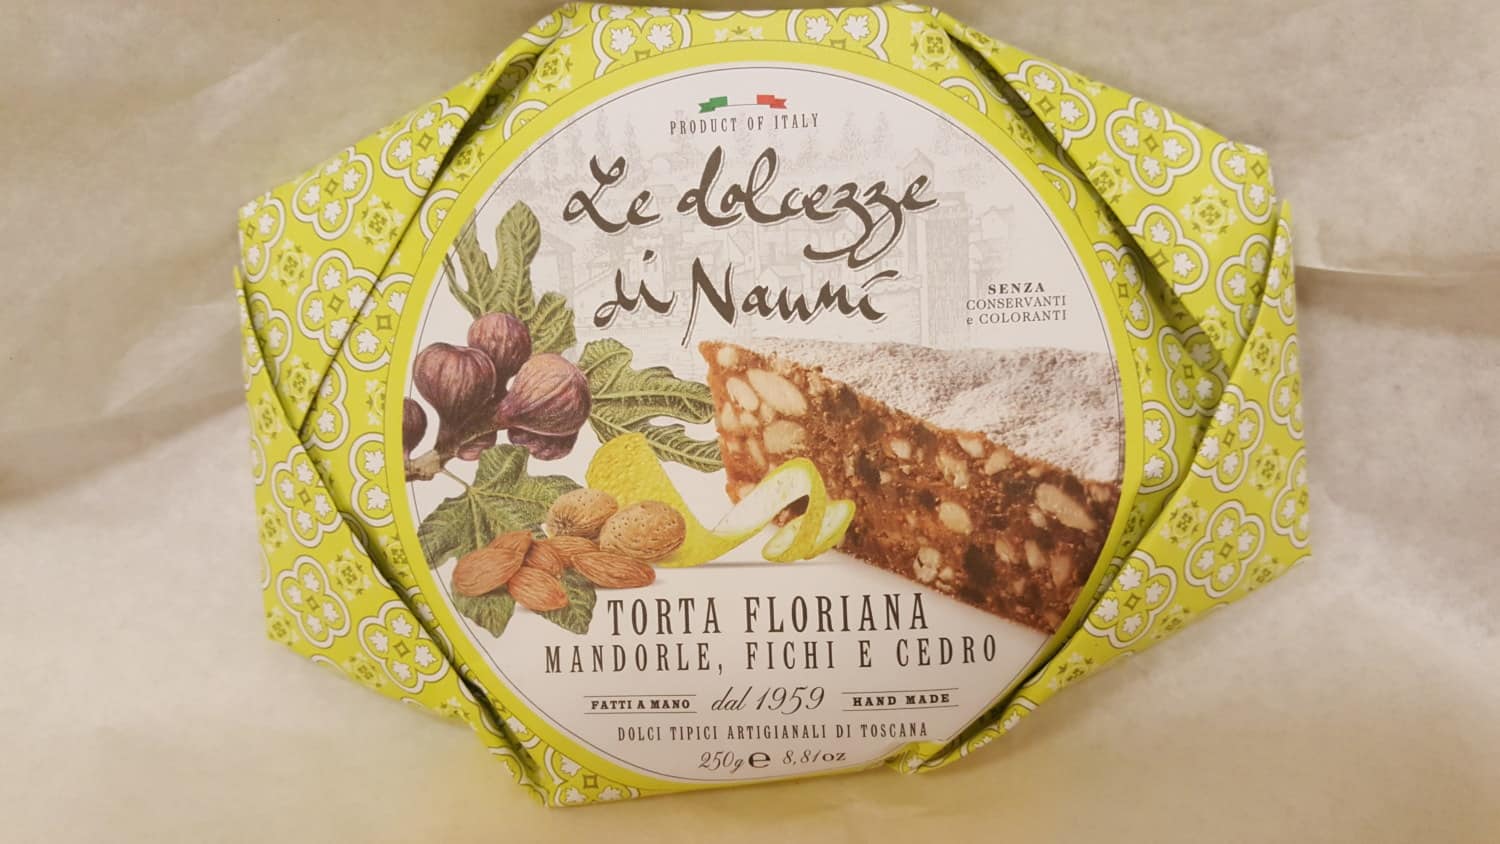 PRODUCT OF ITALY
Le dolcezze
di Nanni
SENZA
CONSERVANTI
e COLORANTI
TORTA FLORIANA
MANDORLE, FICHI E CEDRO
FATTI A MANO dal 1959 HAND MADE
DOLCI TIPICI ARTIGIANALI DI TOSCANA
250g e 8,81oz